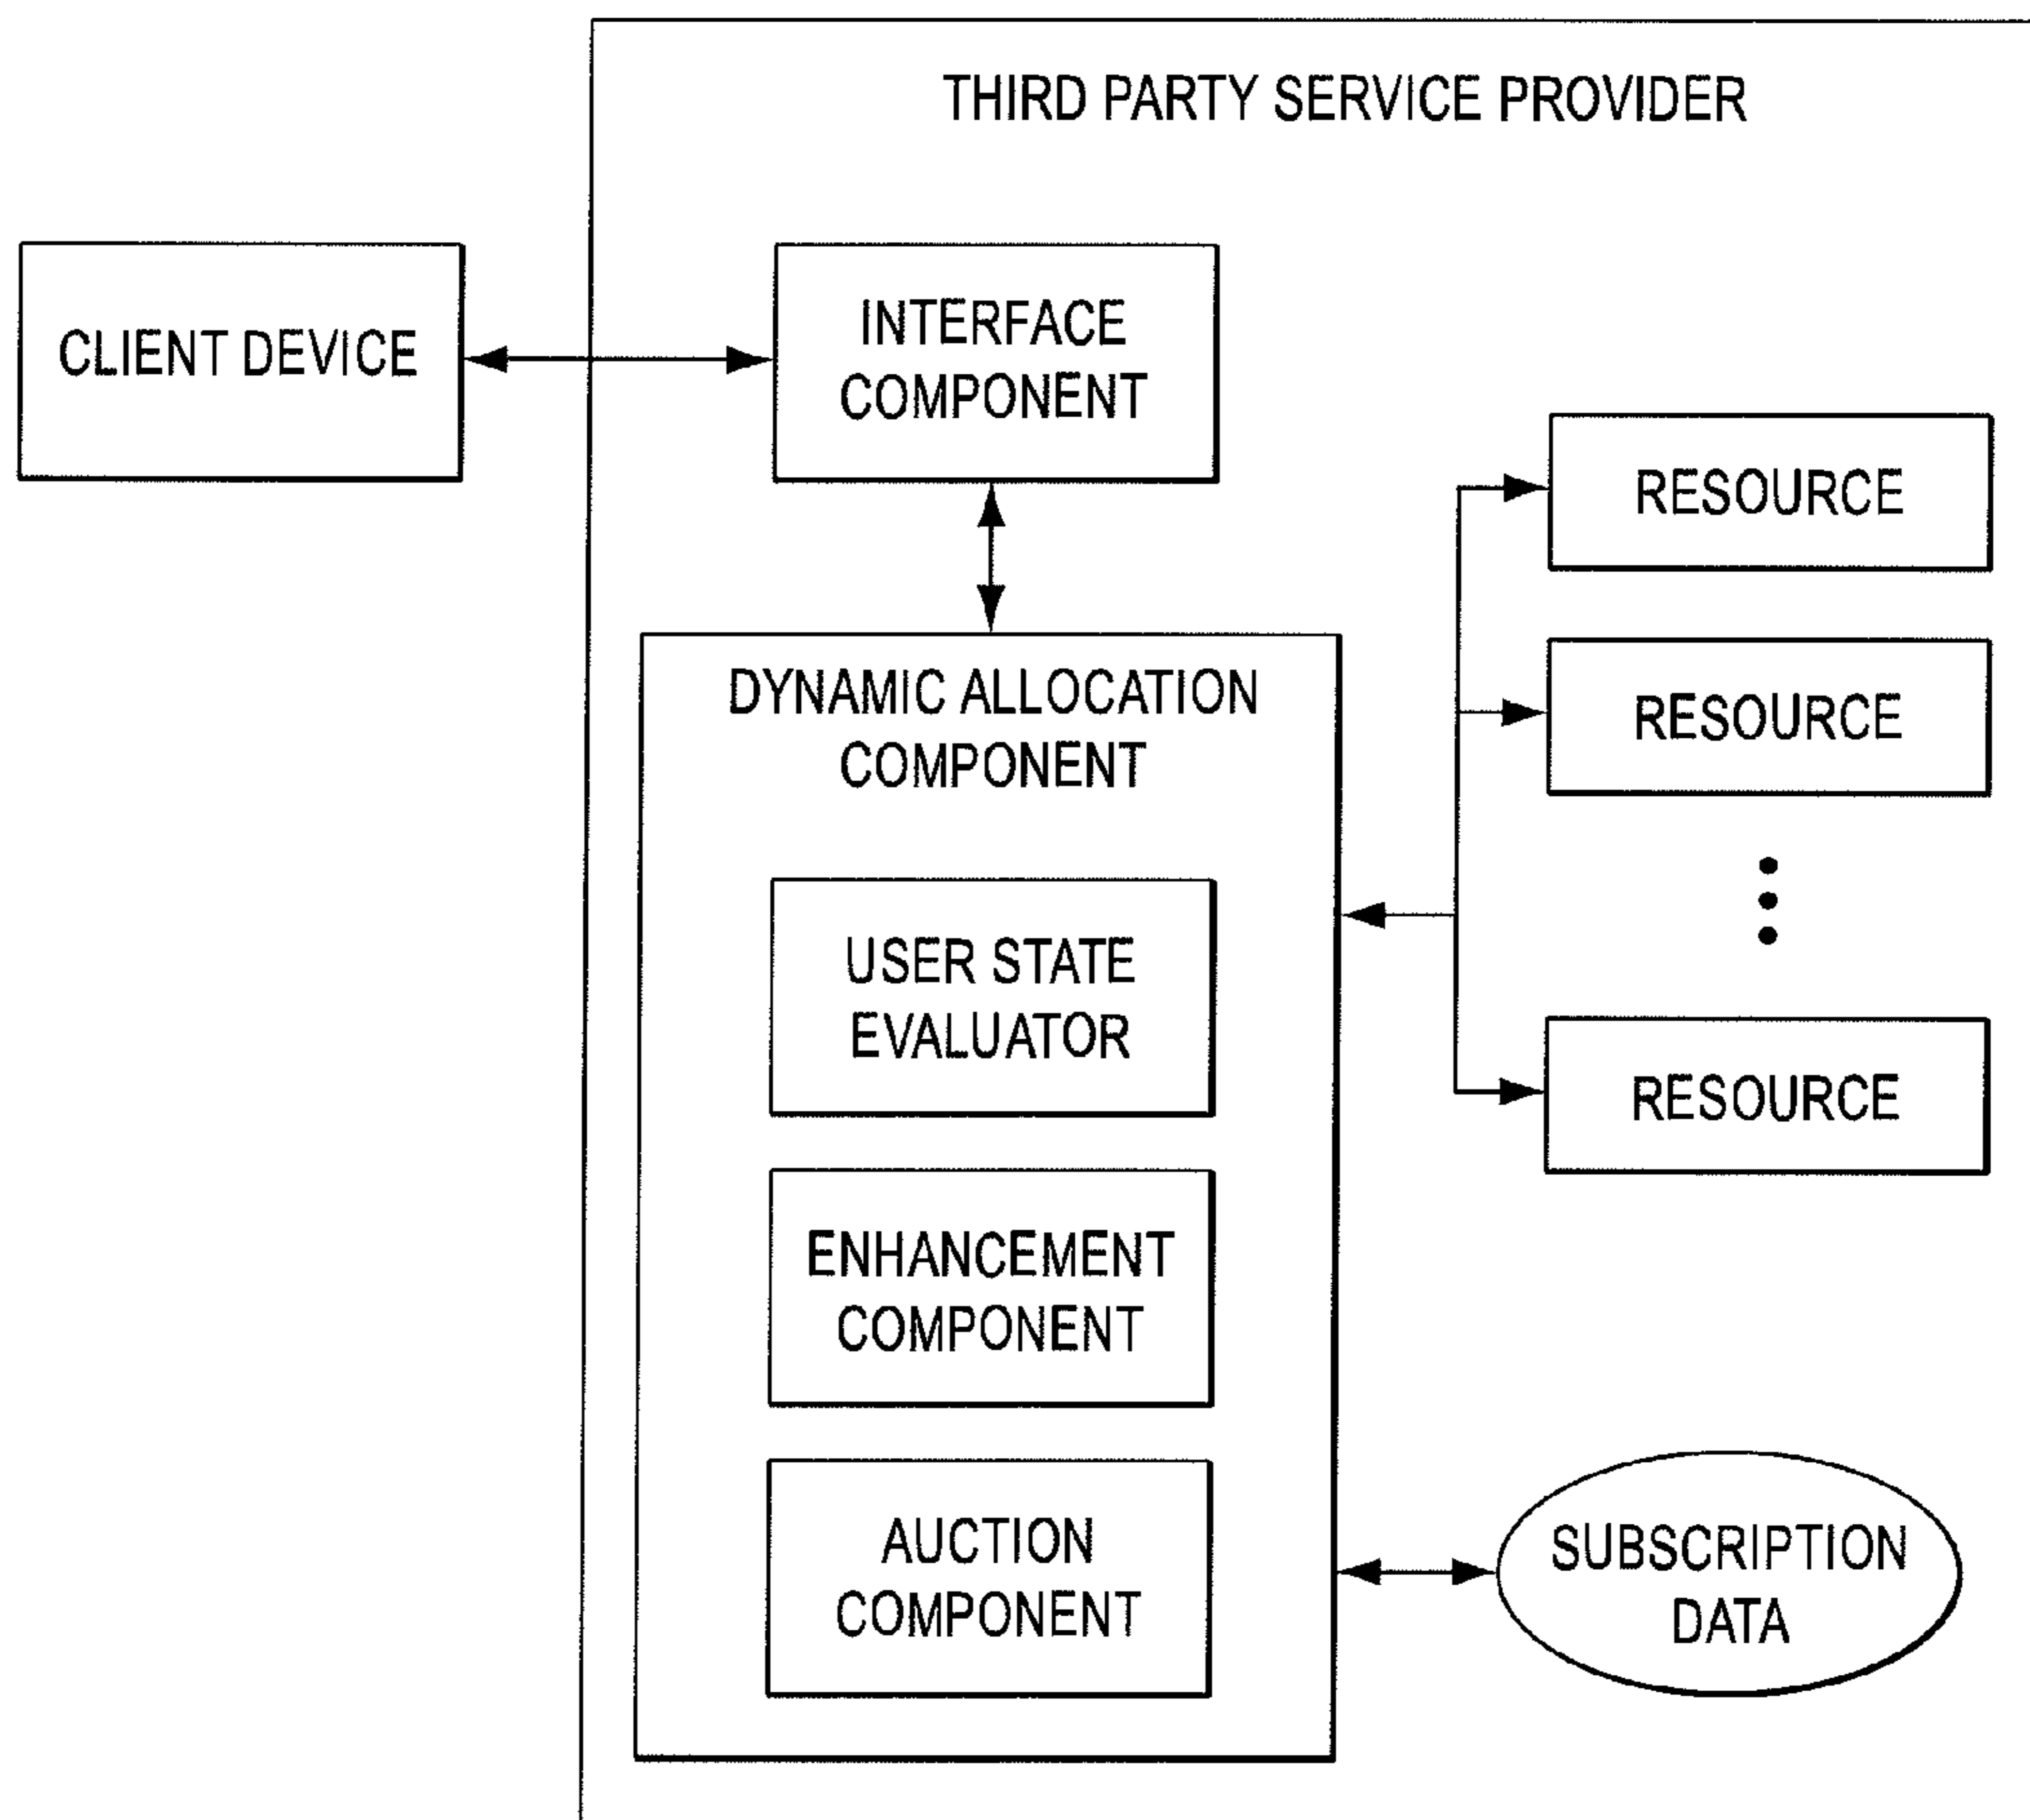 THIRD PARTY SERVICE PROVIDER
CLIENT DEVICE
INTERFACE
COMPONENT
RESOURCE
RESOURCE
RESOURCE
DYNAMIC ALLOCATION
COMPONENT
USER STATE
EVALUATOR
ENHANCEMENT
COMPONENT
AUCTION
COMPONENT
SUBSCRIPTION
DATA